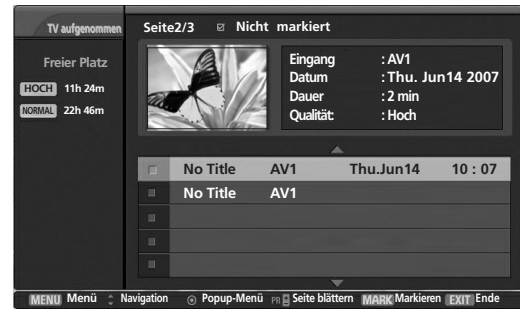 TV aufgenommen
Seite2/3 Nicht markiert
Freier Platz
HOCH 11h 24m
NORMAL 22h 46m
Eingang : AV1
Datum : Thu. Jun14 2007
Dauer : 2 min
Qualität: : Hoch
No Title AV1 Thu.Jun14 10 : 07
No Title AV1
MENU Menü Navigation Popup-Menü PR Seite blättern MARK Markieren EXIT Ende